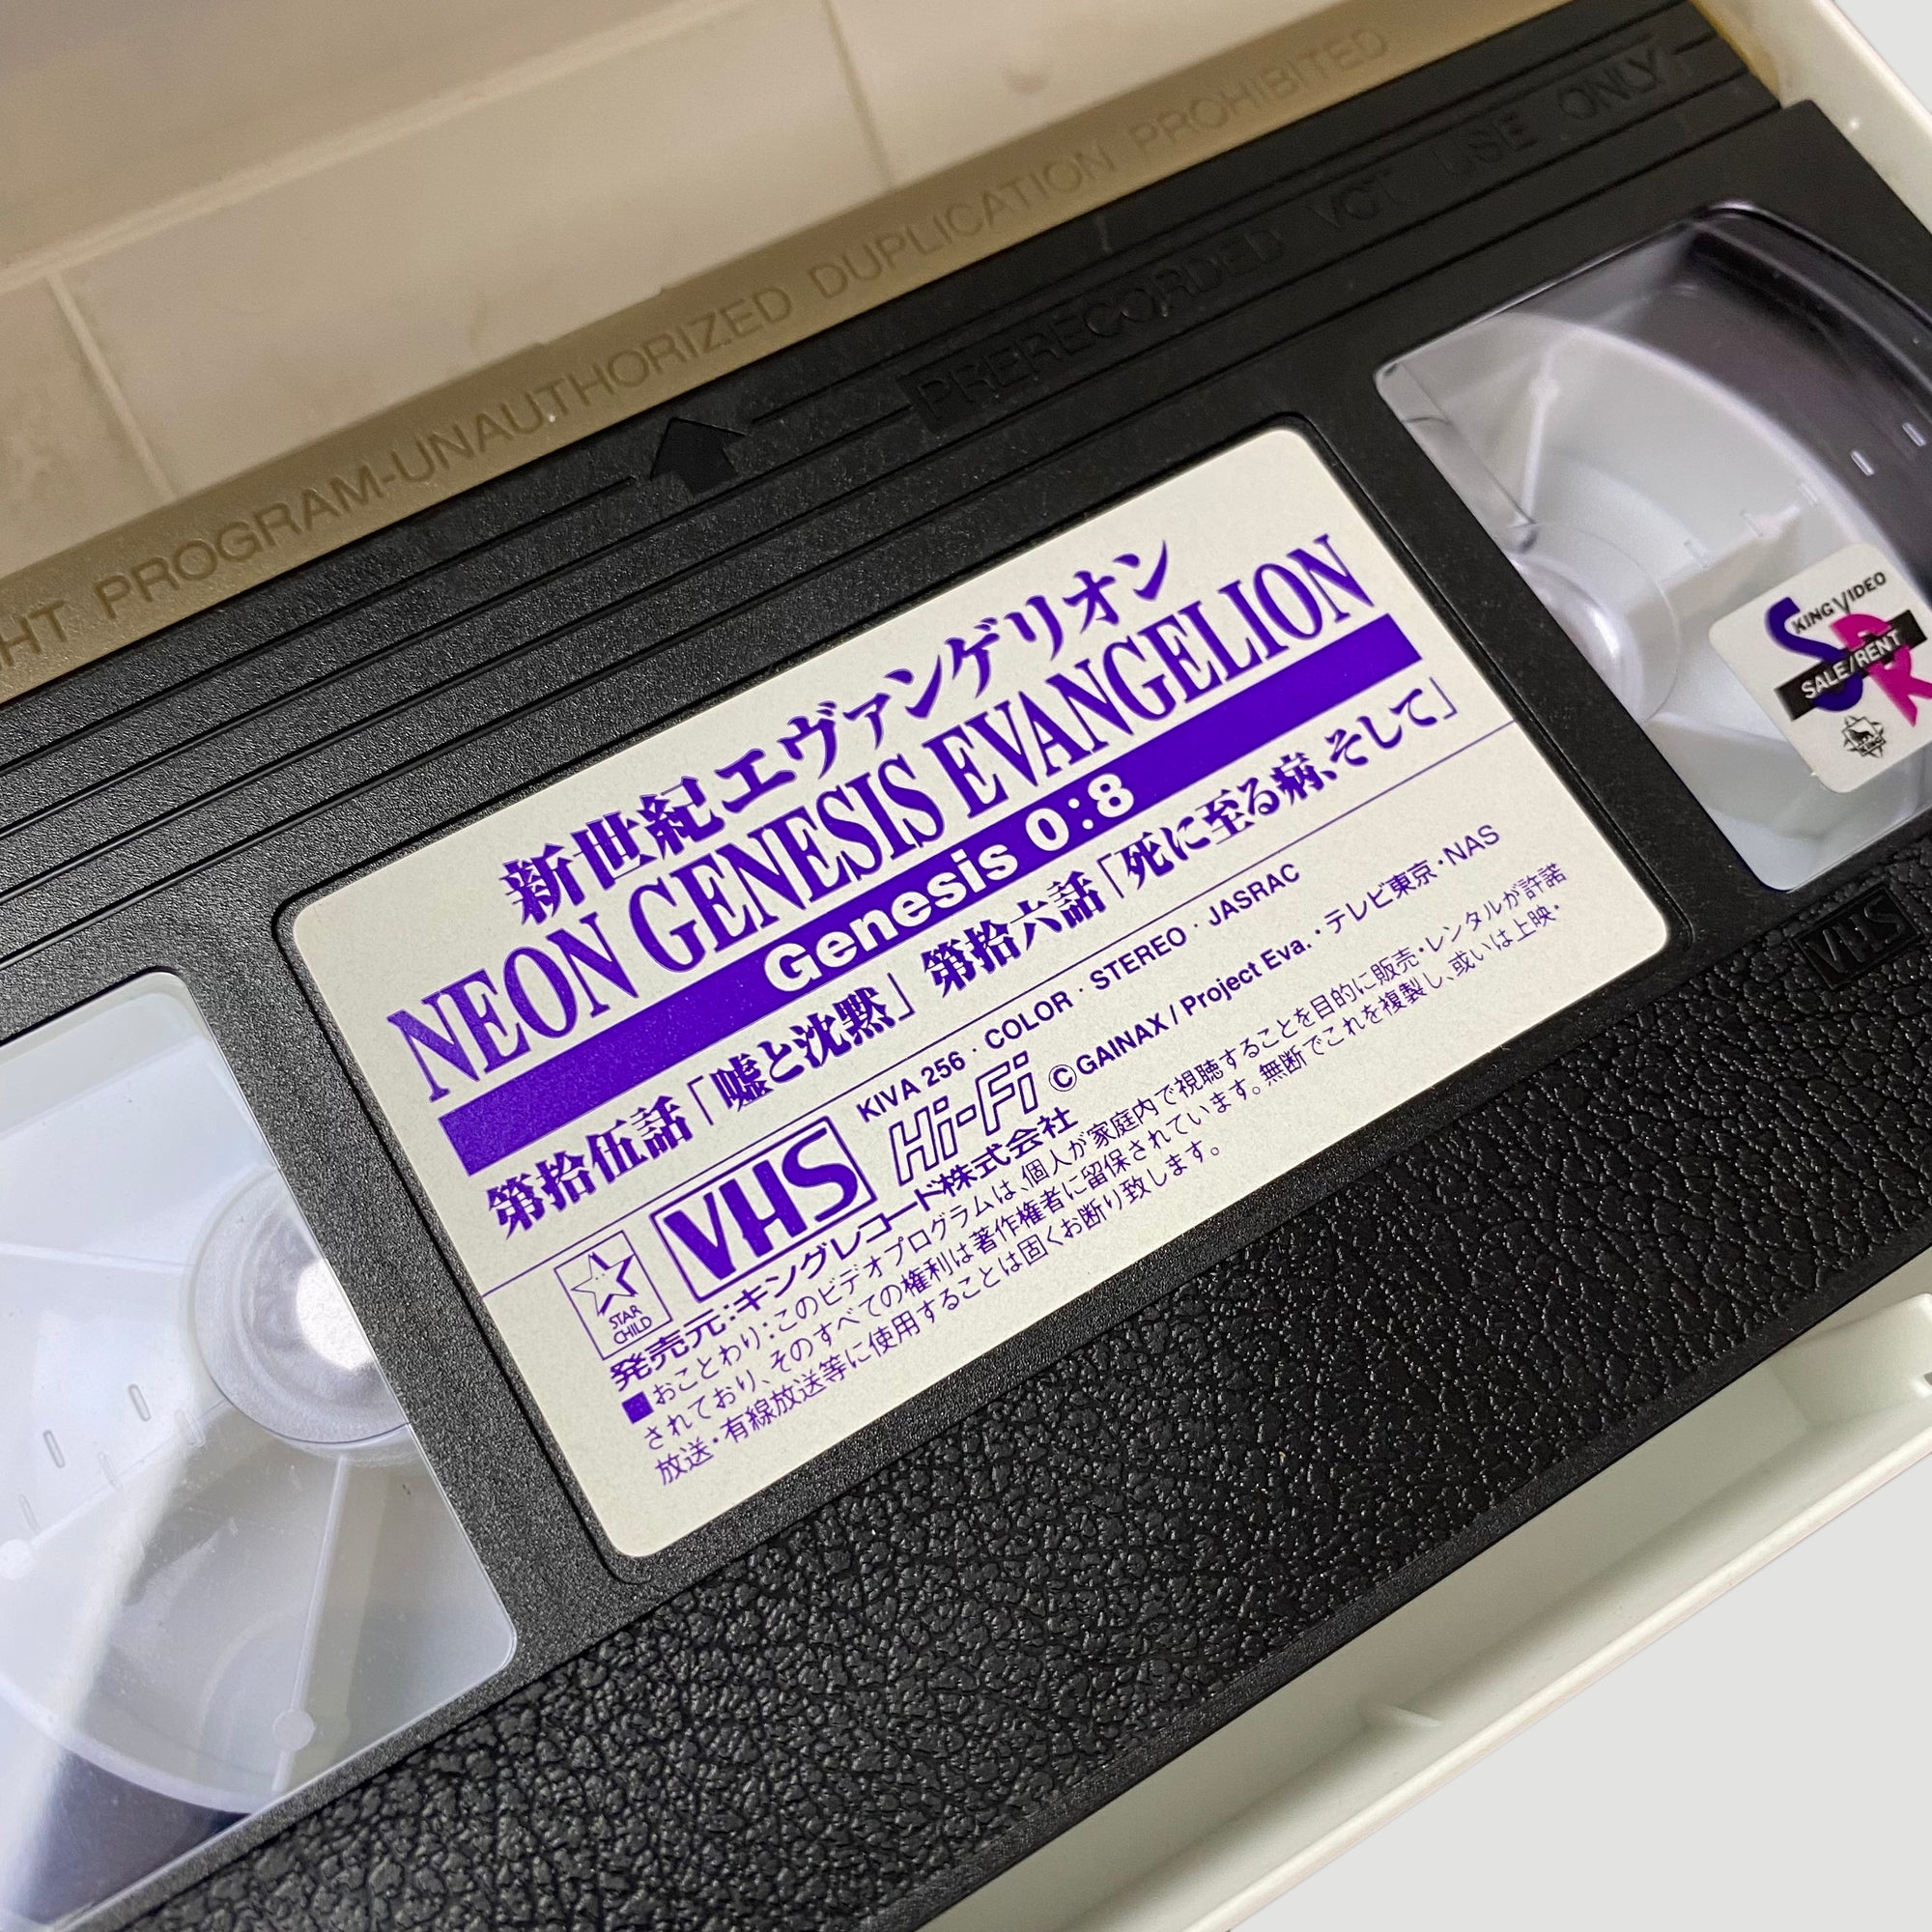 HT PROGRAM-UNAUTHORIZED DUPLICATION PROHIBITED
PRERECORDED VCT USE ONLY
新世紀エヴァンゲリオン
NEON GENESIS EVANGELION
Genesis 0:8
第拾伍話「嘘と沈黙」 第拾六話「死に至る病、そして」
KIVA 256・COLOR・STEREO・JASRAC
STAR CHILD
VHS
Hi-Fi
©GAINAX / Project Eva.・テレビ東京・NAS
発売元:キングレコード株式会社
■おことわり:このビデオプログラムは、個人が家庭内で視聴することを目的に販売・レンタルが許諾
されており、そのすべての権利は著作権者に留保されています。無断でこれを複製し、或いは上映・
放送・有線放送等に使用することは固くお断り致します。
KING VIDEO
SR
SALE/RENT
VHS